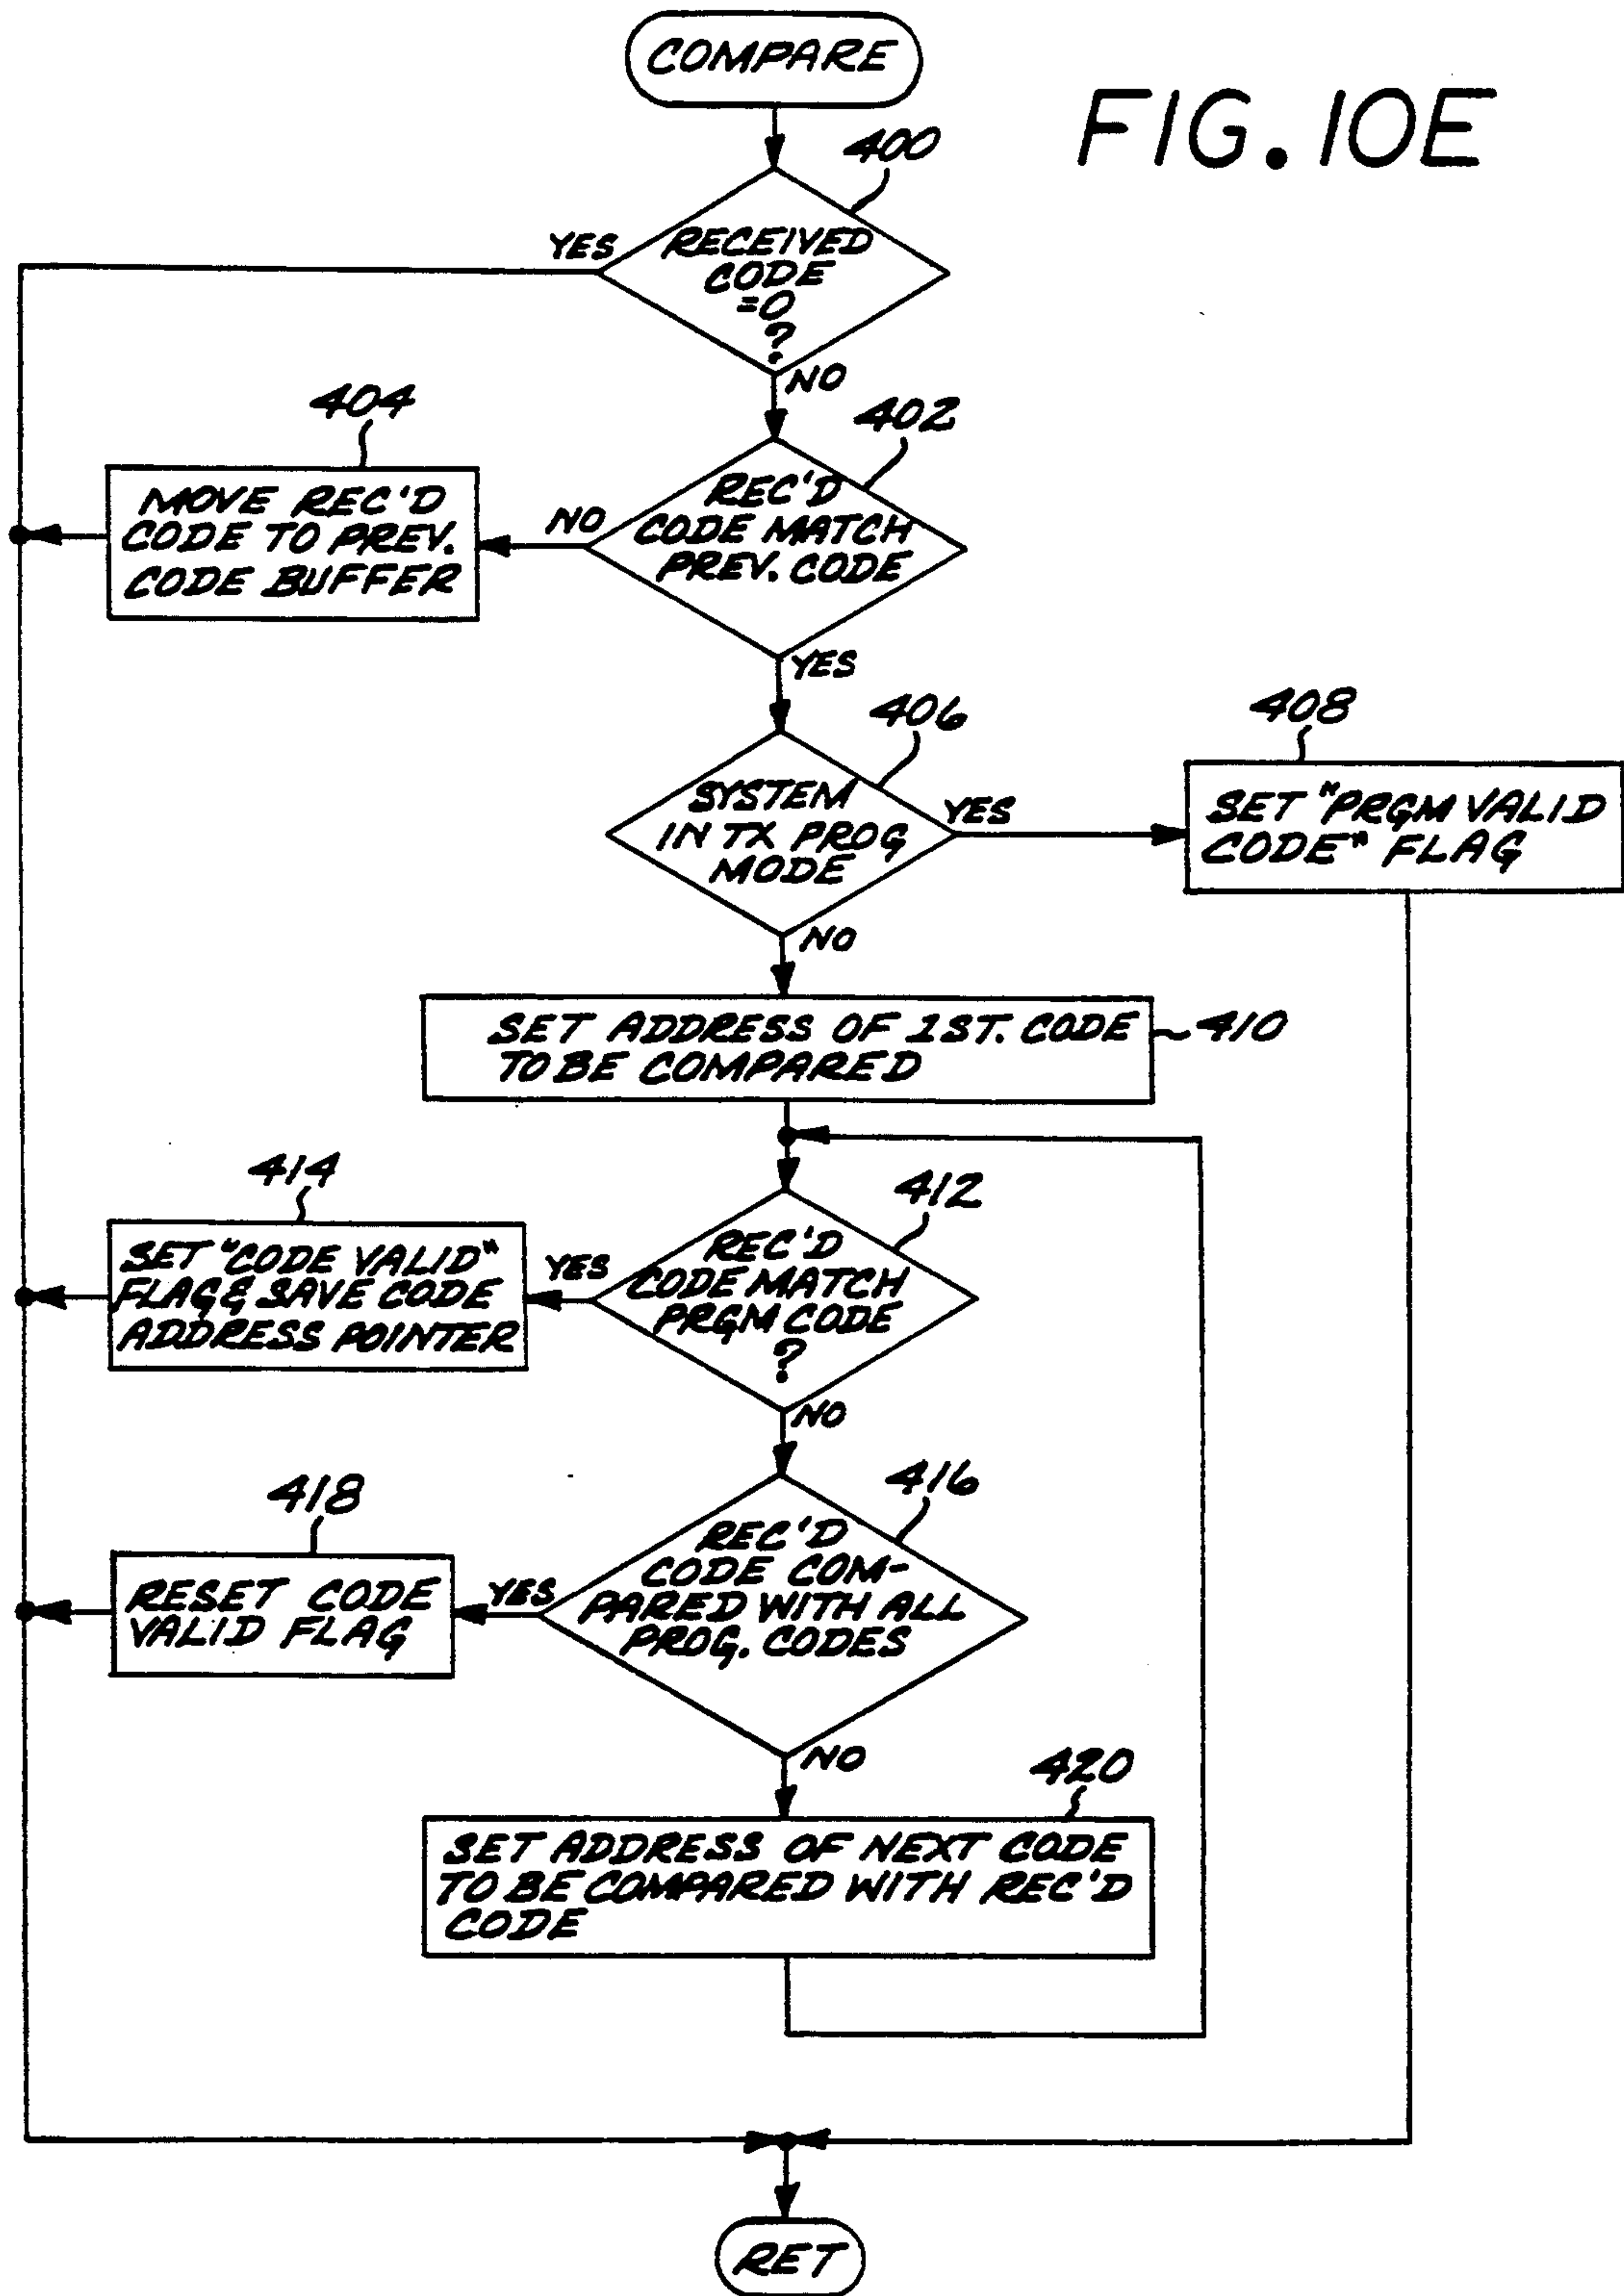 COMPARE
FIG. 10E
400
YES
RECEIVED
CODE
=0
?
NO
404
402
MOVE REC'D
CODE TO PREV.
CODE BUFFER
NO
REC'D
CODE MATCH
PREV. CODE
YES
406
408
SYSTEM
IN TX PROG
MODE
YES
SET "PRGM VALID
CODE" FLAG
NO
SET ADDRESS OF 1ST. CODE
TO BE COMPARED
410
414
412
SET "CODE VALID"
FLAG & SAVE CODE
ADDRESS POINTER
YES
REC'D
CODE MATCH
PRGM CODE
?
NO
418
416
RESET CODE
VALID FLAG
YES
REC'D
CODE COM-
PARED WITH ALL
PROG. CODES
NO
420
SET ADDRESS OF NEXT CODE
TO BE COMPARED WITH REC'D
CODE
RET